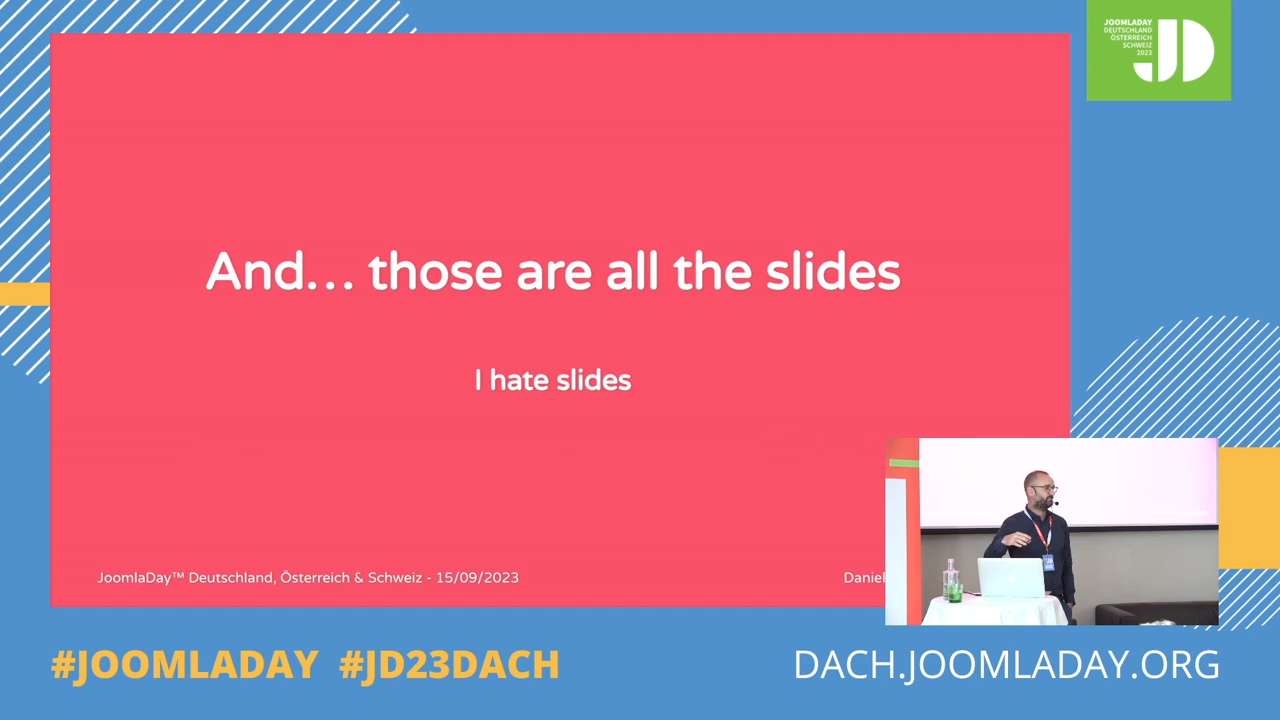 JOOMLADAY
DEUTSCHLAND
ÖSTERREICH
SCHWEIZ
2023
JD
And... those are all the slides
I hate slides
JoomlaDay™ Deutschland, Österreich & Schweiz - 15/09/2023
Daniel
#JOOMLADAY #JD23DACH
DACH.JOOMLADAY.ORG